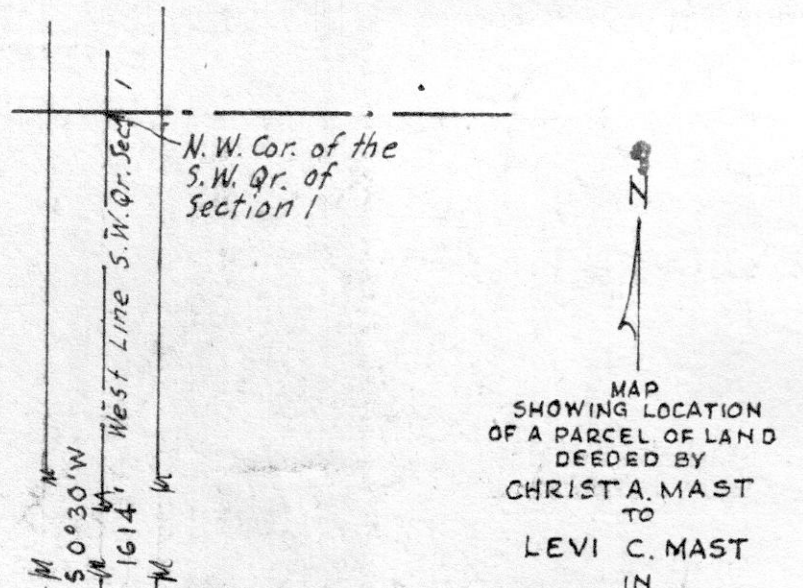 N.W. Cor. of the
S.W. Qr. of
Section 1
West Line S.W. Qr. Sec. 1
S 0°30'W
1614'
N
MAP
SHOWING LOCATION
OF A PARCEL OF LAND
DEEDED BY
CHRIST A. MAST
TO
LEVI C. MAST
IN